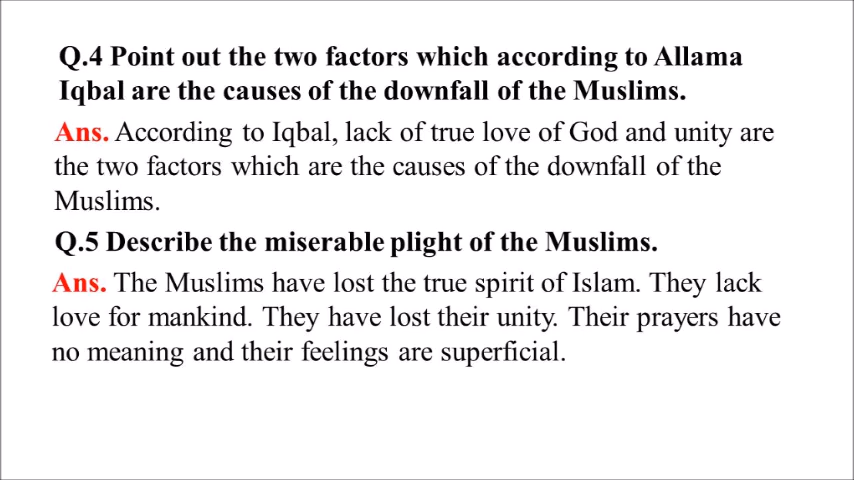 Q.4 Point out the two factors which according to Allama
Iqbal are the causes of the downfall of the Muslims.
Ans. According to Iqbal, lack of true love of God and unity are
the two factors which are the causes of the downfall of the
Muslims.
Q.5 Describe the miserable plight of the Muslims.
Ans. The Muslims have lost the true spirit of Islam. They lack
love for mankind. They have lost their unity. Their prayers have
no meaning and their feelings are superficial.